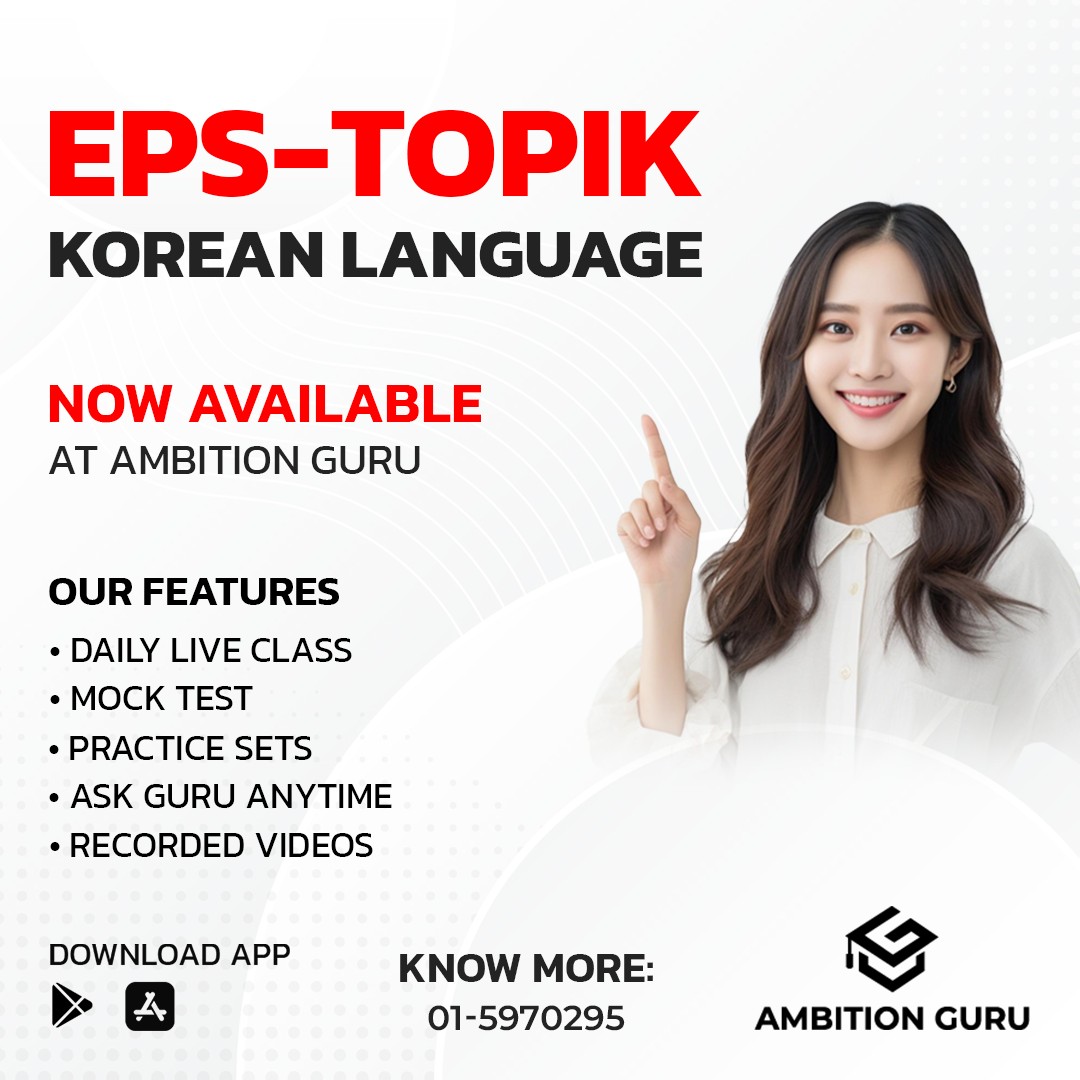 EPS-TOPIK
KOREAN LANGUAGE
NOW AVAILABLE
AT AMBITION GURU
OUR FEATURES
• DAILY LIVE CLASS
• MOCK TEST
• PRACTICE SETS
• ASK GURU ANYTIME
• RECORDED VIDEOS
DOWNLOAD APP
KNOW MORE:
01-5970295
AMBITION GURU